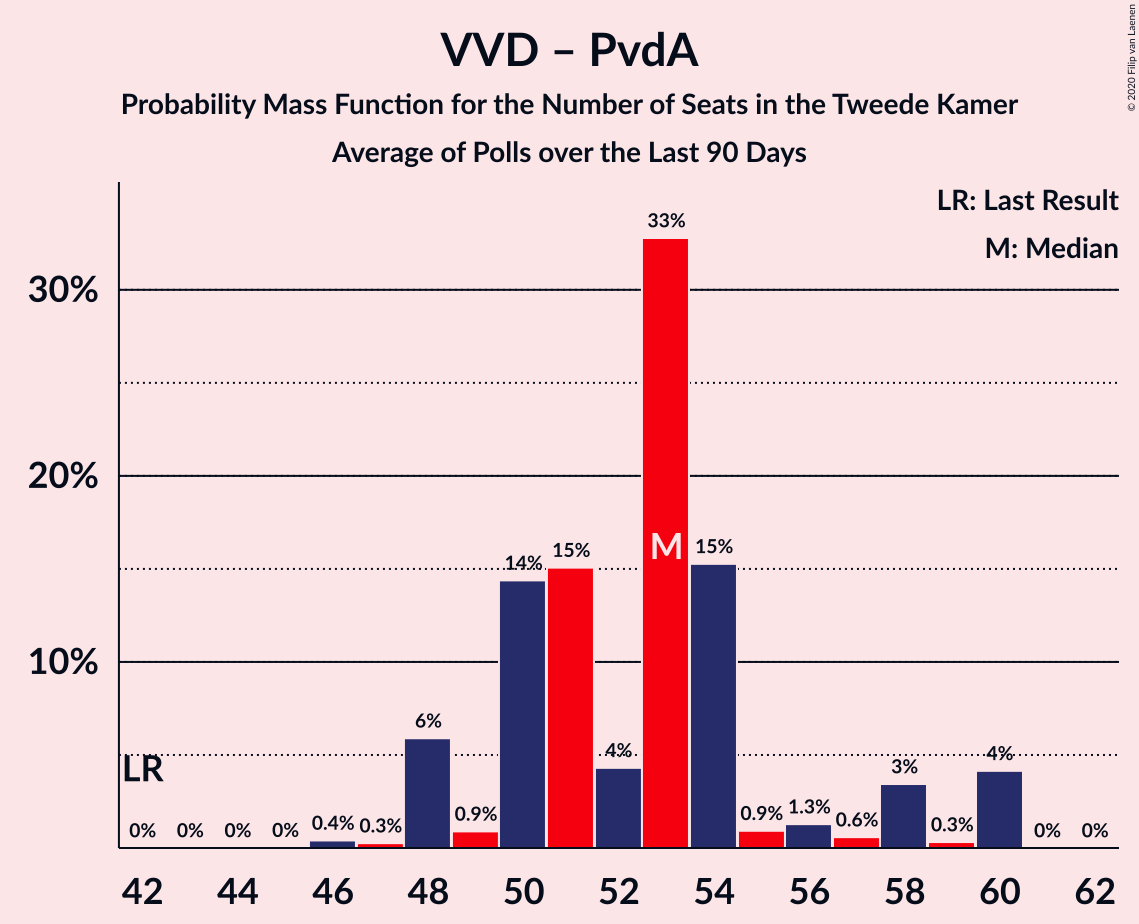 VVD – PvdA
Probability Mass Function for the Number of Seats in the Tweede Kamer
Average of Polls over the Last 90 Days
© 2020 Filip van Laenen
LR: Last Result
M: Median
30%
20%
10%
LR
M
0% 0% 0% 0% 0.4% 0.3% 6% 0.9% 14% 15% 4% 33% 15% 0.9% 1.3% 0.6% 3% 0.3% 4% 0% 0%
42 44 46 48 50 52 54 56 58 60 62